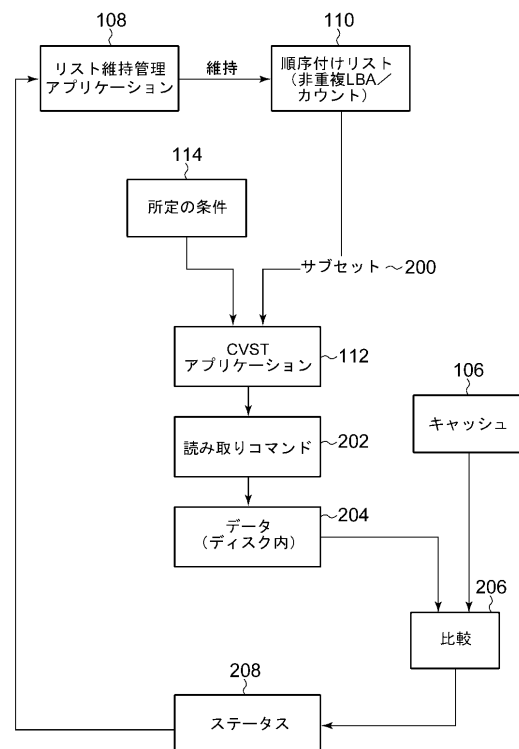 108
リスト維持管理
アプリケーション
維持
110
順序付けリスト
（非重複LBA／
カウント）
114
所定の条件
サブセット ～200
CVST
アプリケーション
112
106
キャッシュ
読み取りコマンド
202
データ
（ディスク内）
204
206
比較
208
ステータス